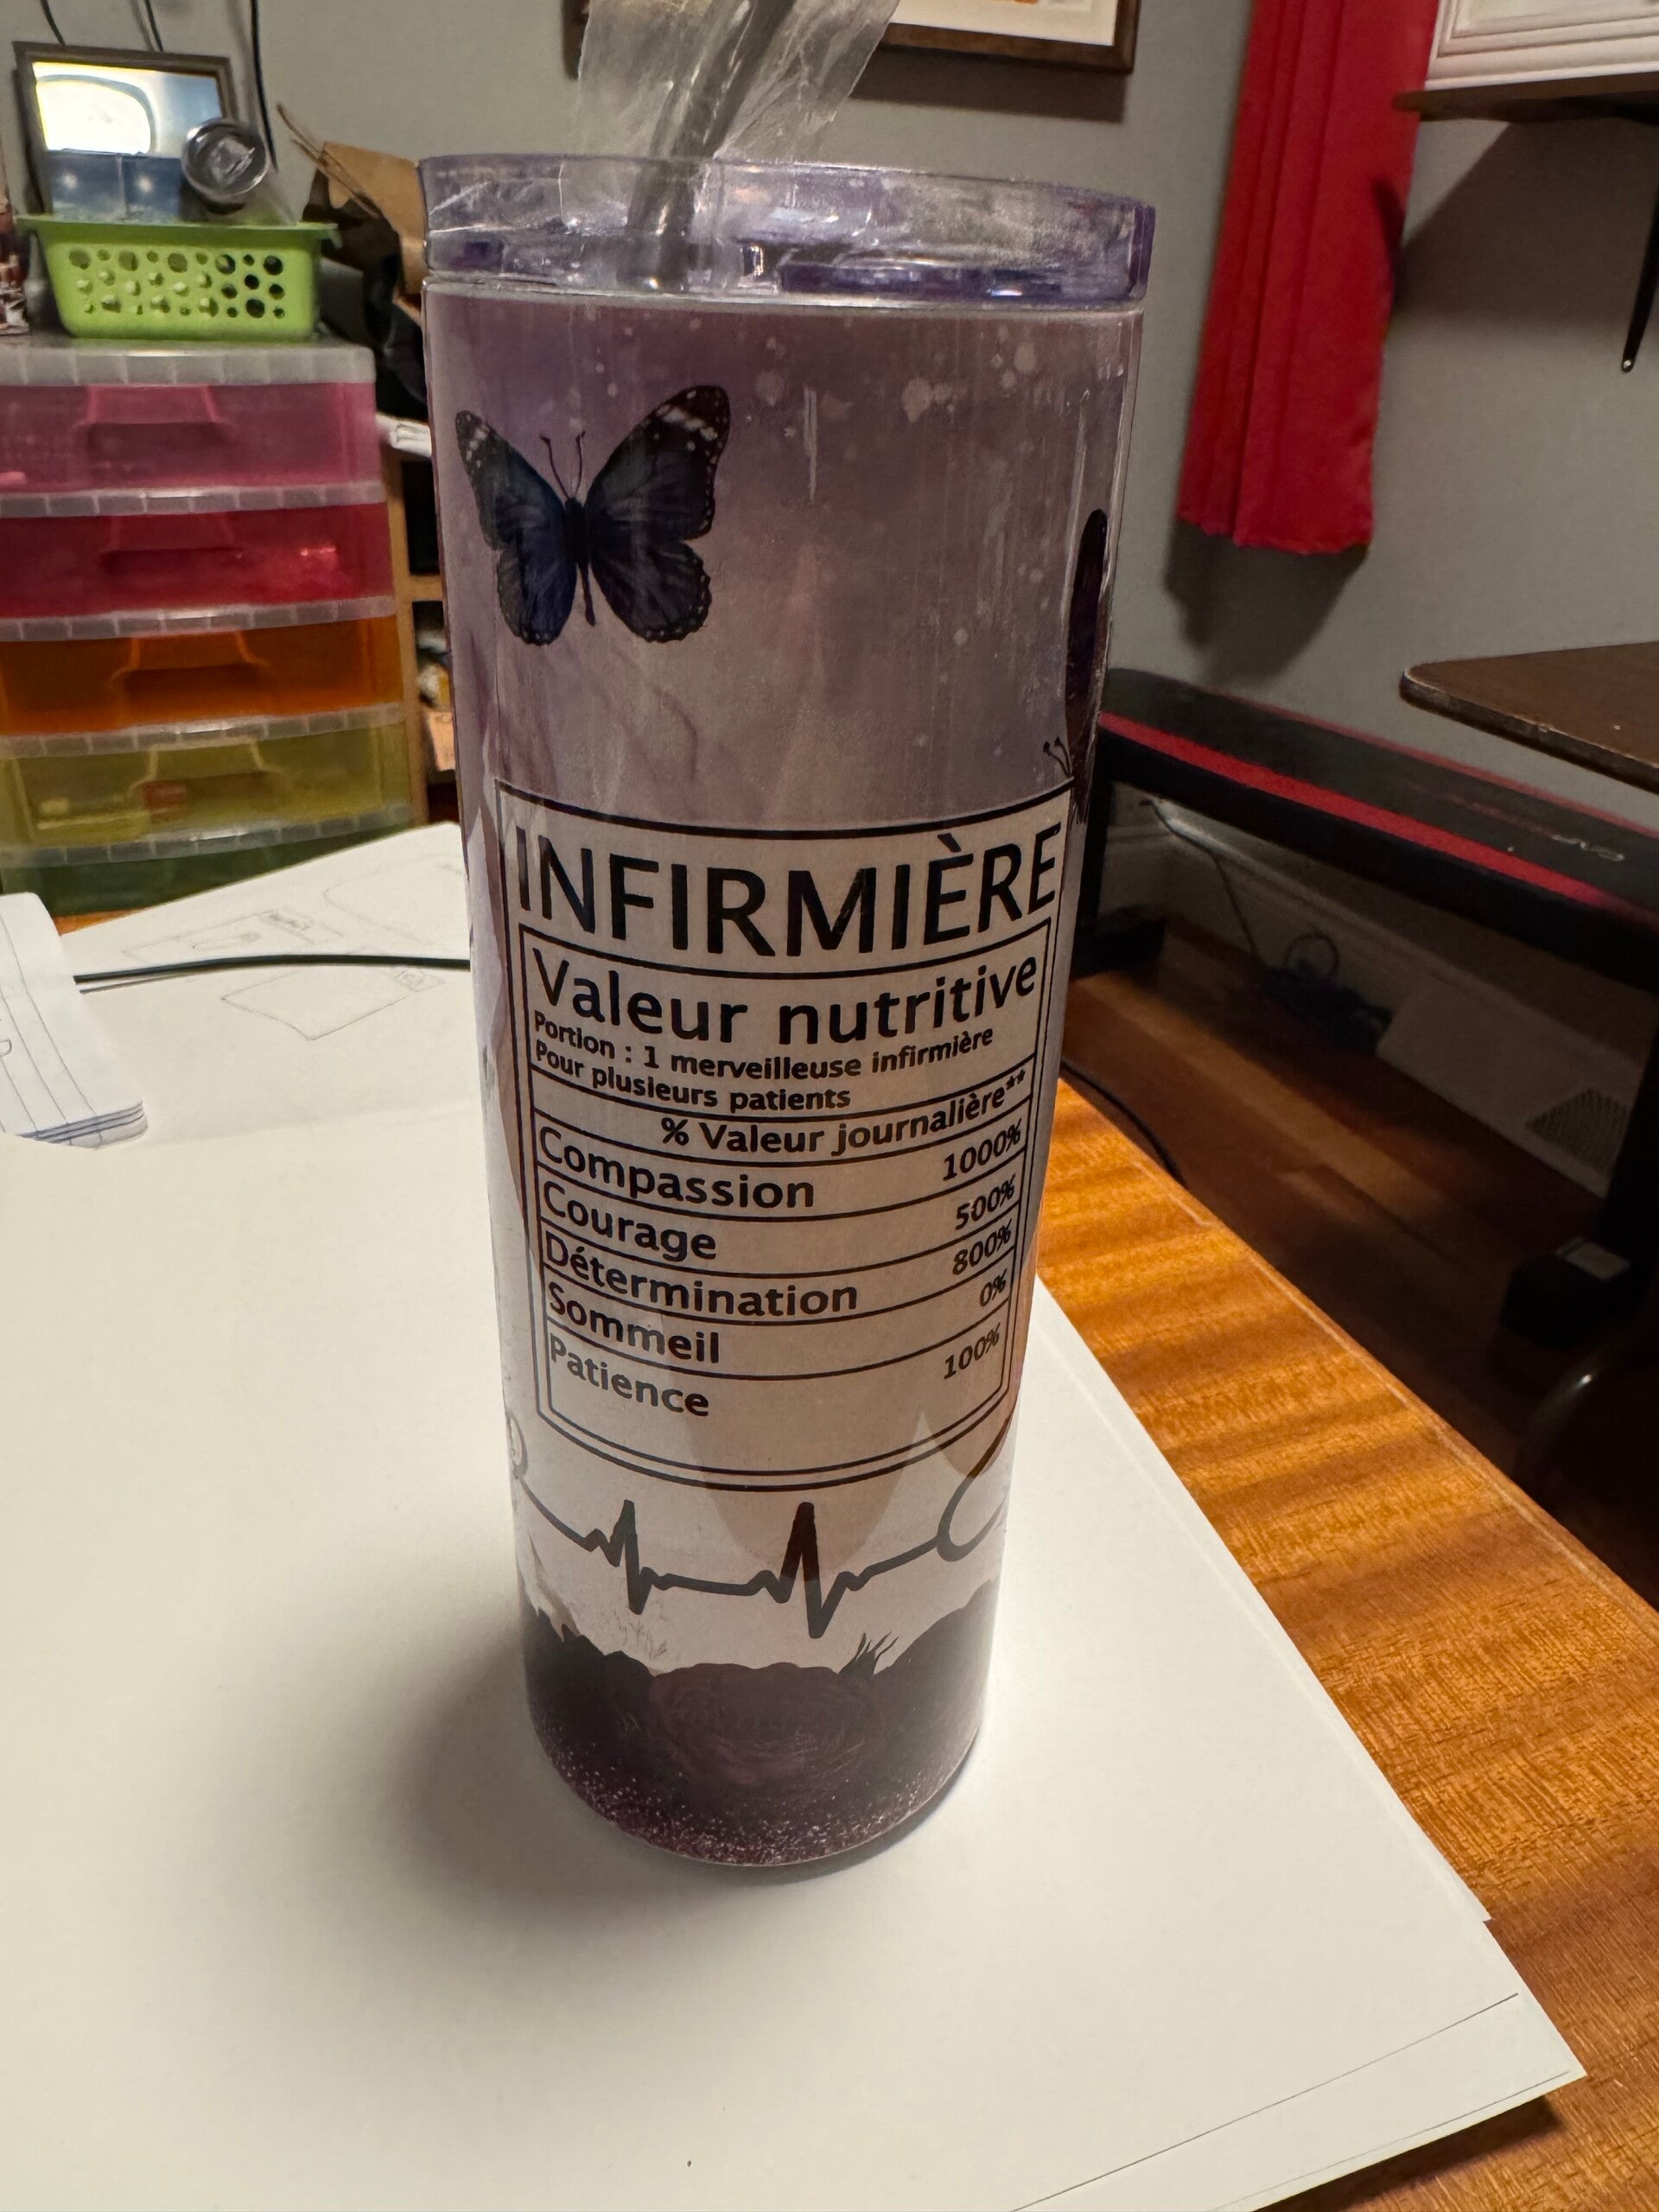 INFIRMIÈRE
Valeur nutritive
Portion : 1 merveilleuse infirmière
Pour plusieurs patients
% Valeur journalière**
Compassion 1000%
Courage 500%
Détermination 800%
Sommeil 0%
Patience 100%